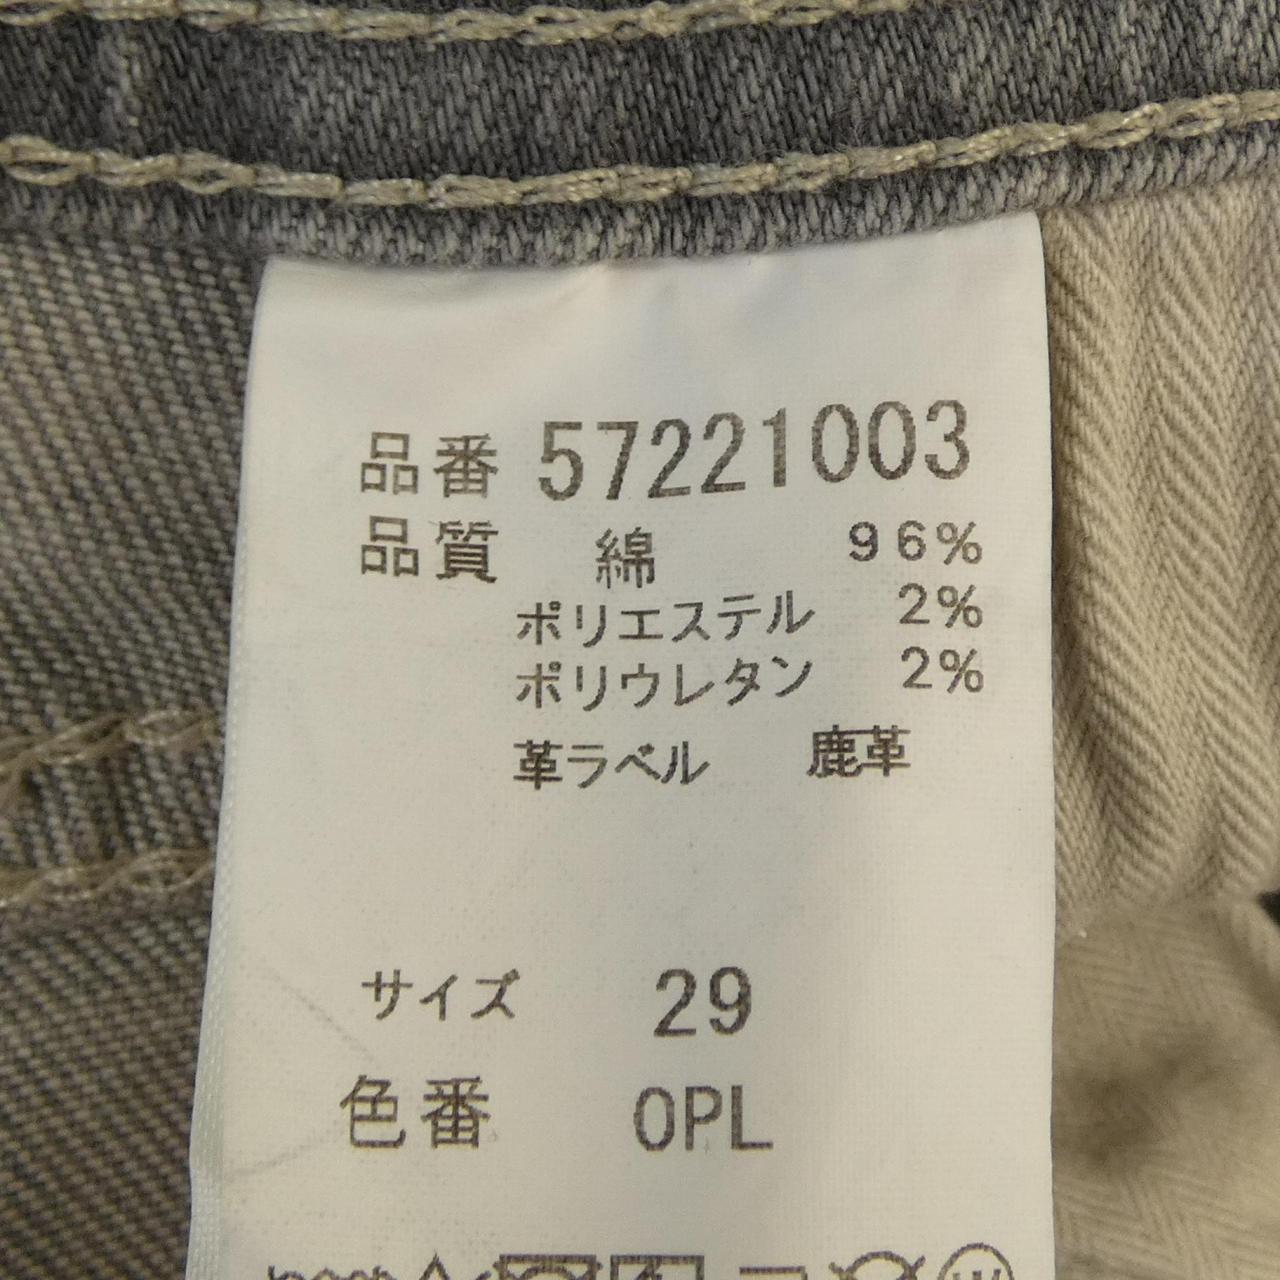 品番 57221003
品質 綿 96%
ポリエステル 2%
ポリウレタン 2%
革ラベル 鹿革
サイズ 29
色番 OPL